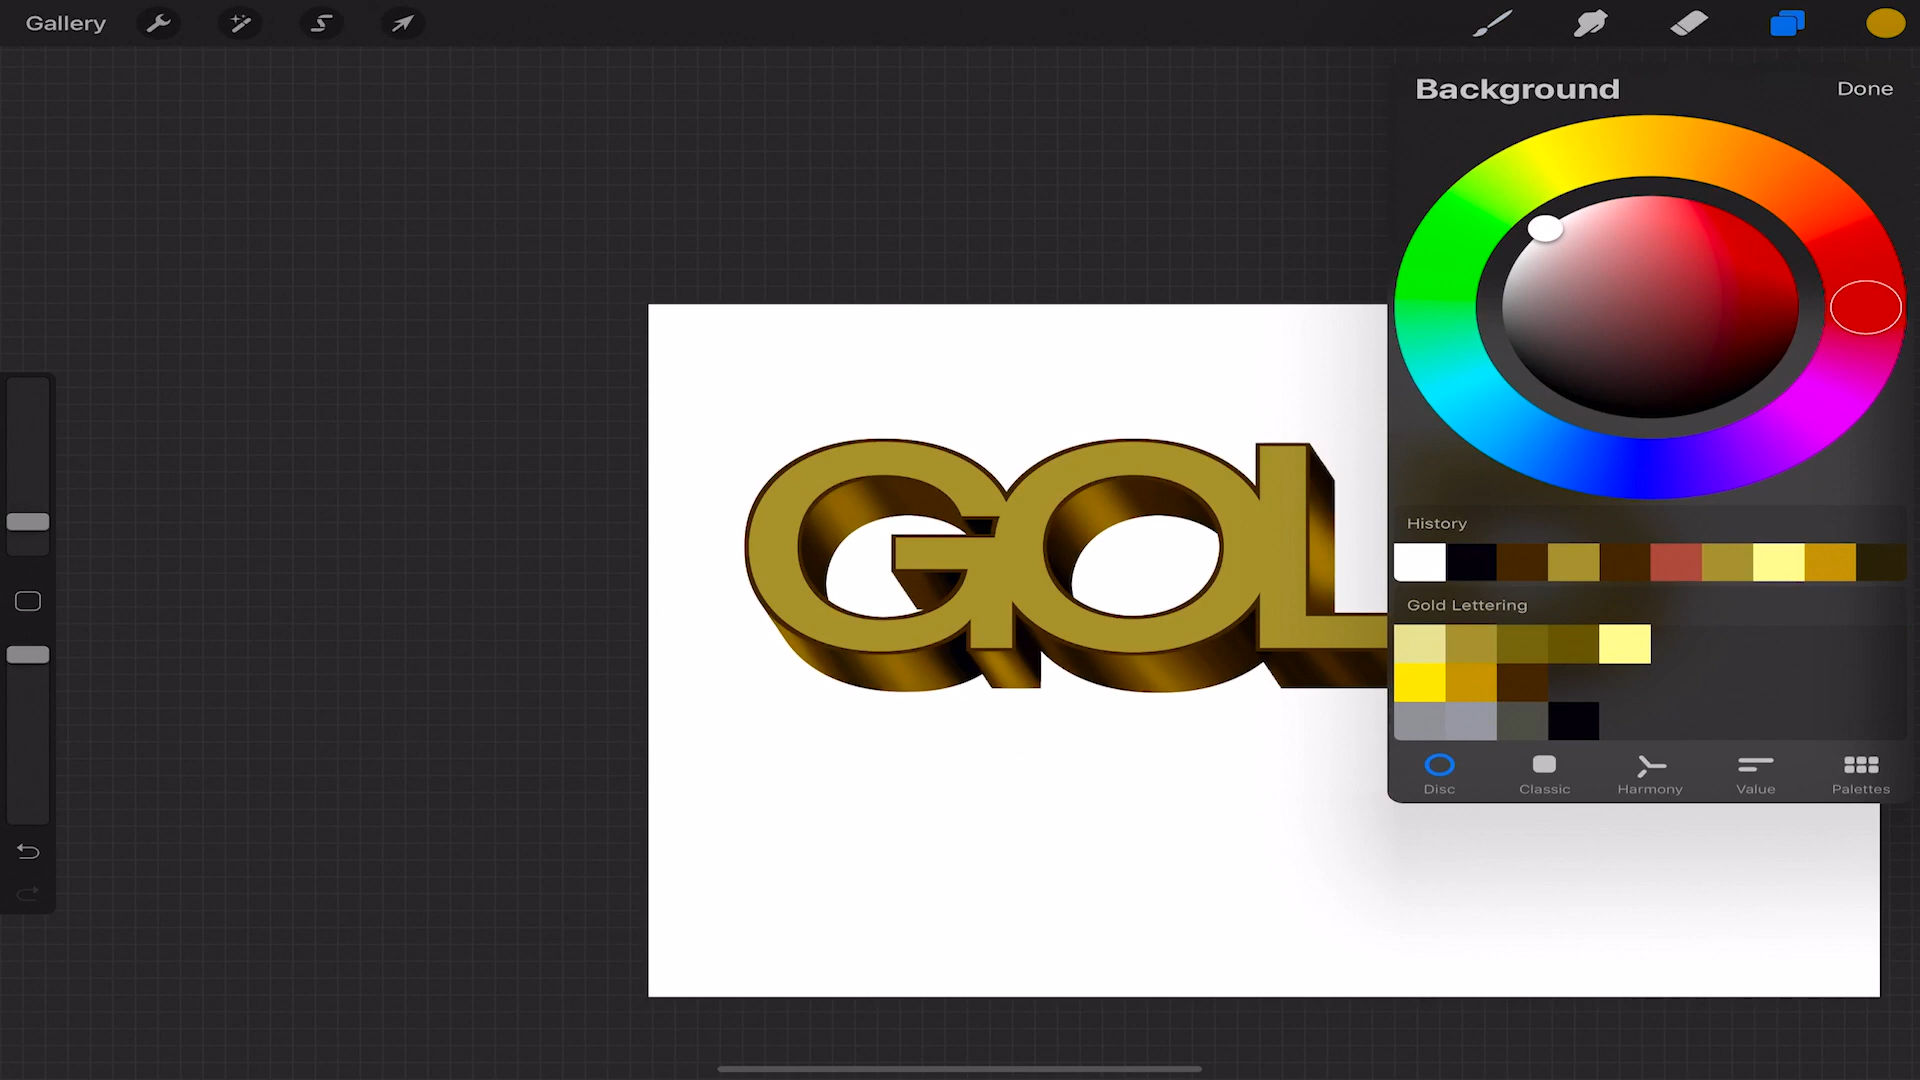 Gallery
Background
Done
GOL
History
Gold Lettering
Disc
Classic
Harmony
Value
Palettes